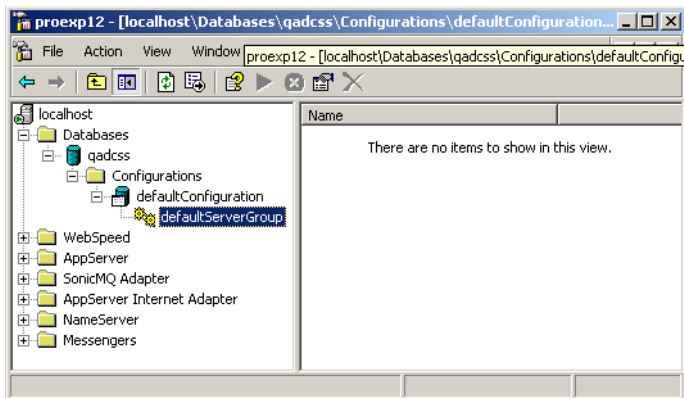 proexp12 - [localhost\Databases\qadcss\Configurations\defaultConfiguration...
File Action View Window
proexp12 - [localhost\Databases\qadcss\Configurations\defaultConfigu
localhost
Databases
qadcss
Configurations
defaultConfiguration
defaultServerGroup
WebSpeed
AppServer
SonicMQ Adapter
AppServer Internet Adapter
NameServer
Messengers
Name
There are no items to show in this view.